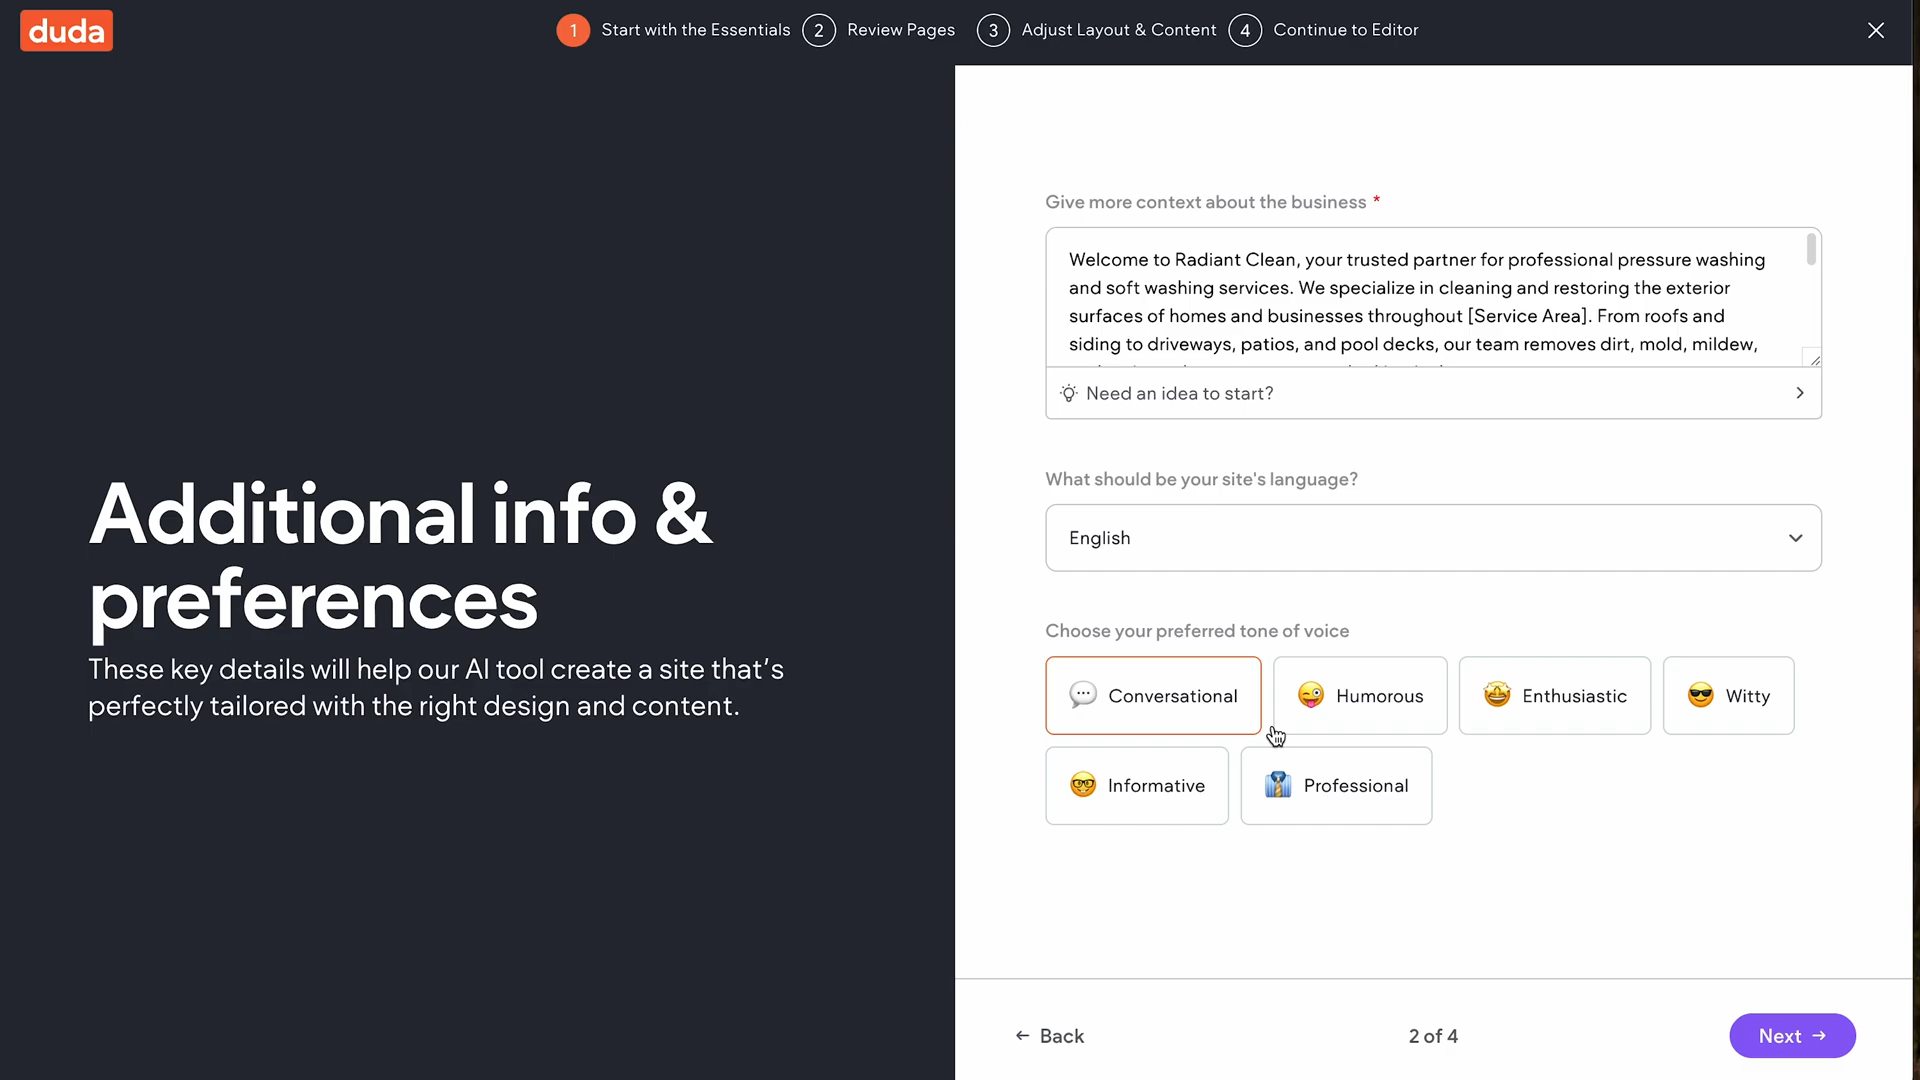 duda
1 Start with the Essentials 2 Review Pages 3 Adjust Layout & Content 4 Continue to Editor
Additional info &
preferences
These key details will help our AI tool create a site that's
perfectly tailored with the right design and content.
Give more context about the business *
Welcome to Radiant Clean, your trusted partner for professional pressure washing
and soft washing services. We specialize in cleaning and restoring the exterior
surfaces of homes and businesses throughout [Service Area]. From roofs and
siding to driveways, patios, and pool decks, our team removes dirt, mold, mildew,
Need an idea to start?
What should be your site's language?
English
Choose your preferred tone of voice
Conversational Humorous Enthusiastic Witty
Informative Professional
← Back 2 of 4 Next →